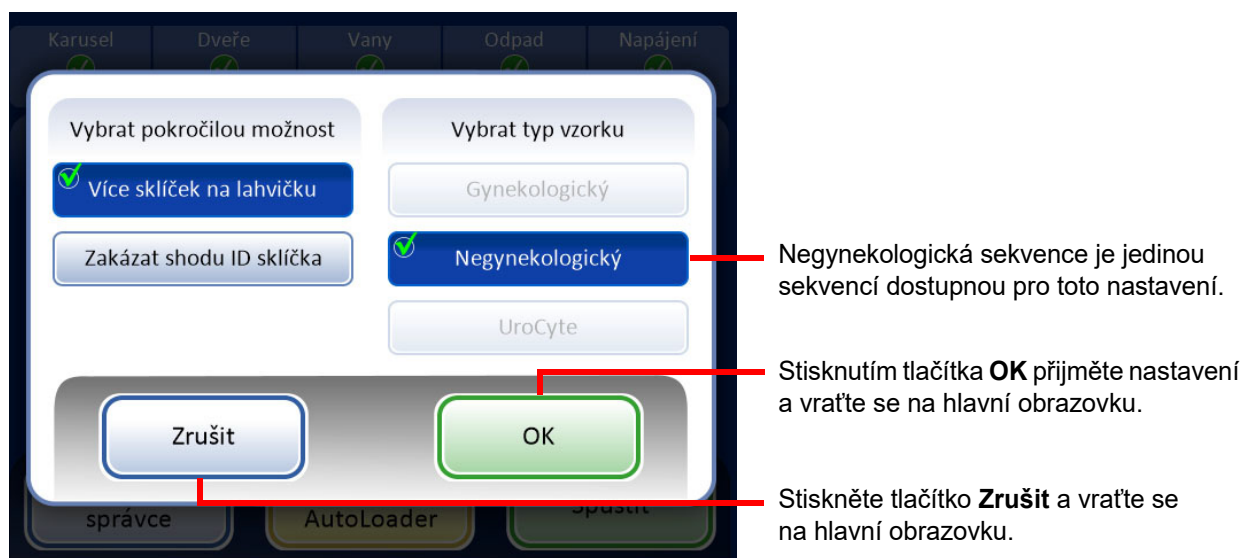 Karusel Dveře Vany Odpad Napájení
Vybrat pokročilou možnost
Vybrat typ vzorku
Více sklíček na lahvičku
Gynekologický
Zakázat shodu ID sklíčka
Negynekologický
UroCyte
Zrušit
OK
správce
AutoLoader
Spustit
Negynekologická sekvence je jedinou
sekvencí dostupnou pro toto nastavení.
Stisknutím tlačítka OK přijměte nastavení
a vraťte se na hlavní obrazovku.
Stiskněte tlačítko Zrušit a vraťte se
na hlavní obrazovku.